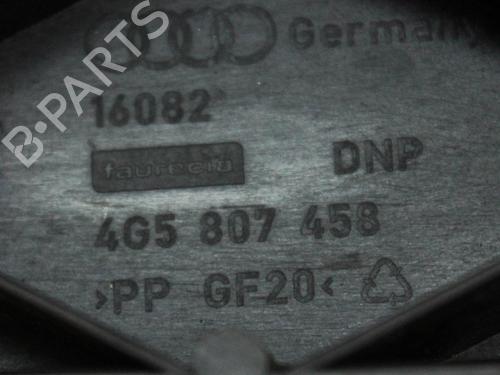 Germany
16082
faurecia DNP
4G5 807 458
>PP GF20<
B-PARTS